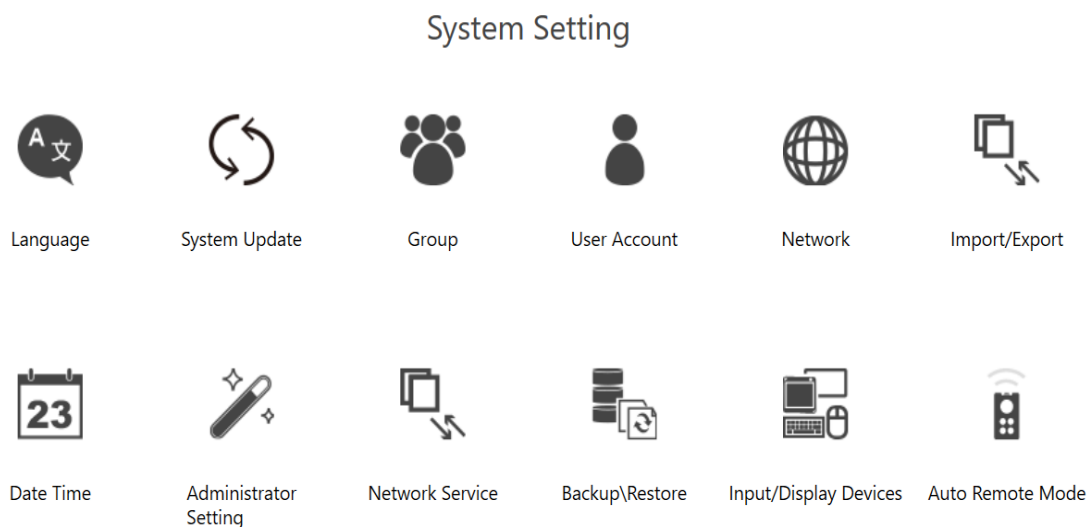 System Setting
A 文
Language
System Update
Group
User Account
Network
Import/Export
23
Date Time
Administrator
Setting
Network Service
Backup\Restore
Input/Display Devices
Auto Remote Mode